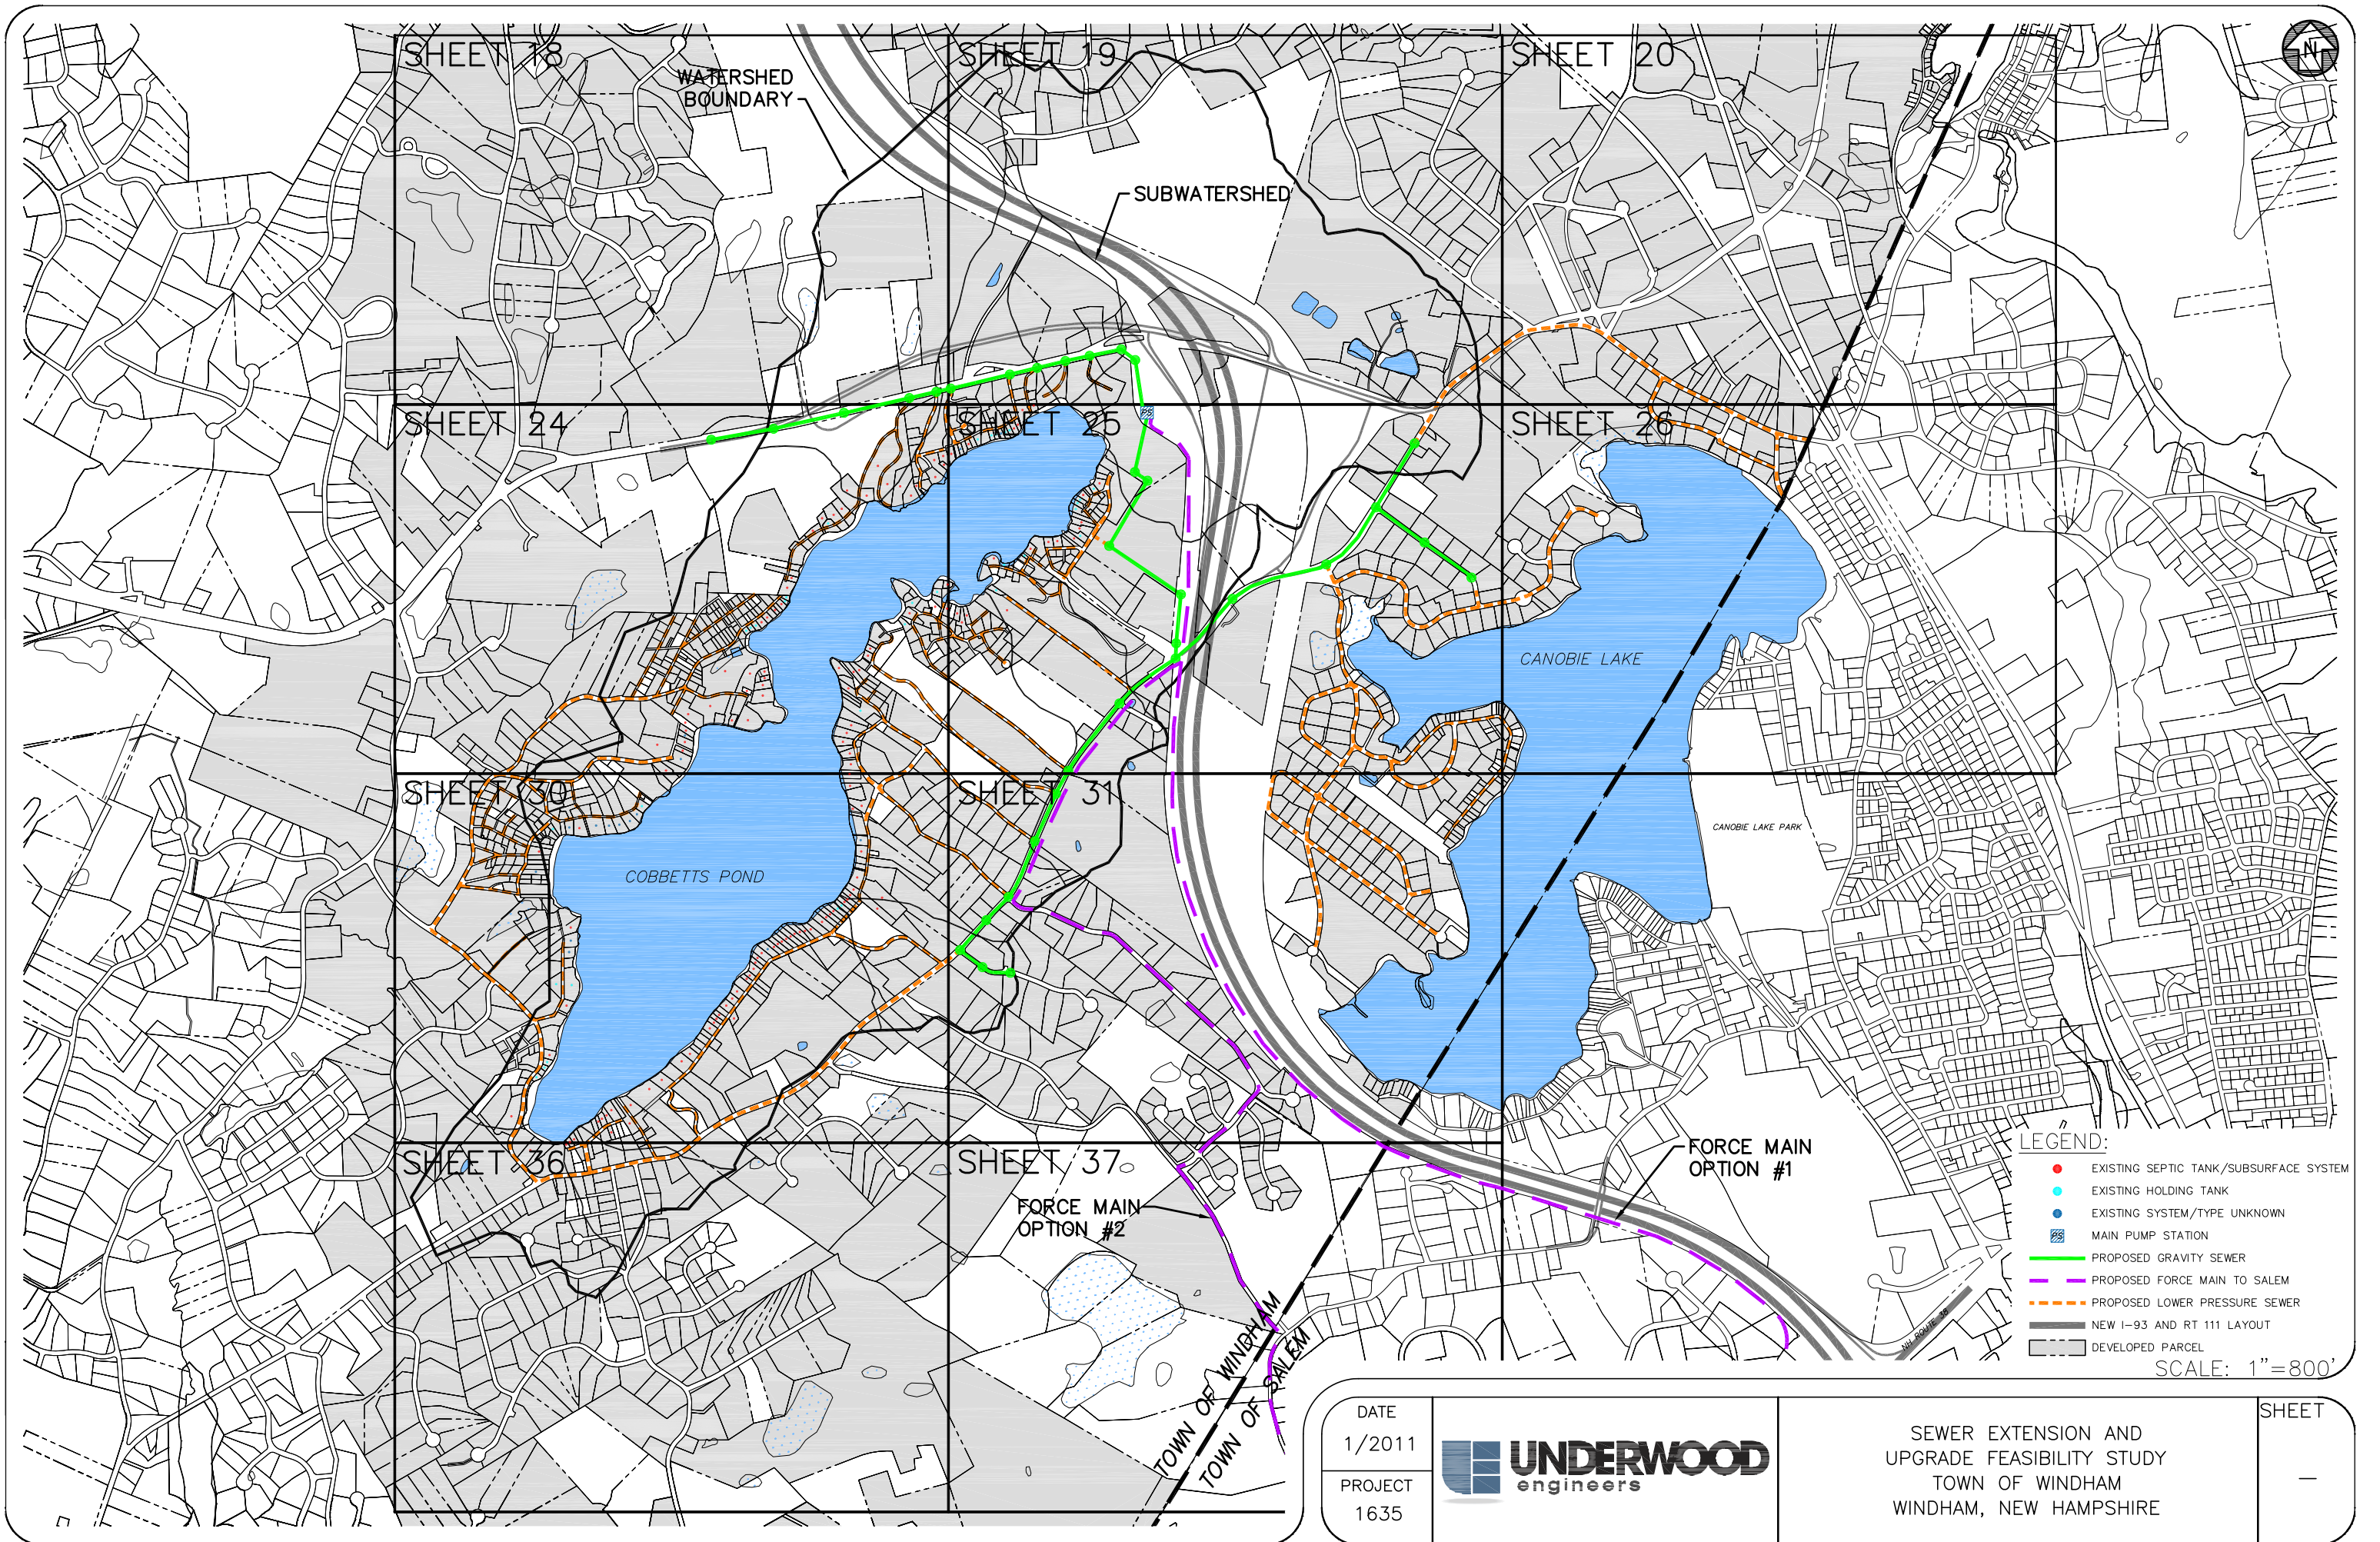 SHEET 18
SHEET 19
SHEET 20
N
WATERSHED
BOUNDARY
SUBWATERSHED
SHEET 24
SHEET 25
SHEET 26
PS
CANOBIE LAKE
SHEET 30
SHEET 31
CANOBIE LAKE PARK
COBBETTS POND
SHEET 36
SHEET 37
FORCE MAIN
OPTION #1
FORCE MAIN
OPTION #2
TOWN OF WINDHAM
TOWN OF SALEM
NH ROUTE 38
LEGEND:
EXISTING SEPTIC TANK/SUBSURFACE SYSTEM
EXISTING HOLDING TANK
EXISTING SYSTEM/TYPE UNKNOWN
PS MAIN PUMP STATION
PROPOSED GRAVITY SEWER
PROPOSED FORCE MAIN TO SALEM
PROPOSED LOWER PRESSURE SEWER
NEW I-93 AND RT 111 LAYOUT
DEVELOPED PARCEL
SCALE: 1"=800'
DATE
1/2011
PROJECT
1635
UNDERWOOD
engineers
SEWER EXTENSION AND
UPGRADE FEASIBILITY STUDY
TOWN OF WINDHAM
WINDHAM, NEW HAMPSHIRE
SHEET
—